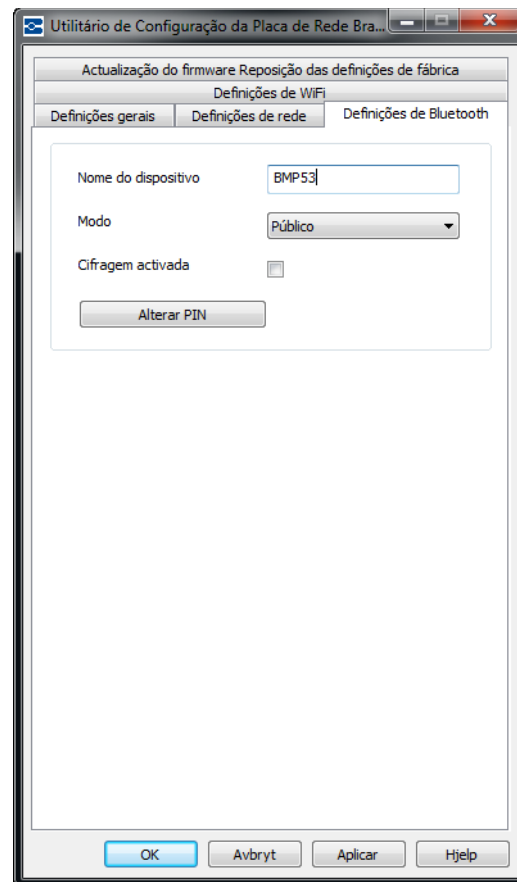 Utilitário de Configuração da Placa de Rede Bra...
Actualização do firmware Reposição das definições de fábrica
Definições de WiFi
Definições gerais Definições de rede Definições de Bluetooth
Nome do dispositivo BMP53
Modo Público
Cifragem activada
Alterar PIN
OK Avbryt Aplicar Hjelp